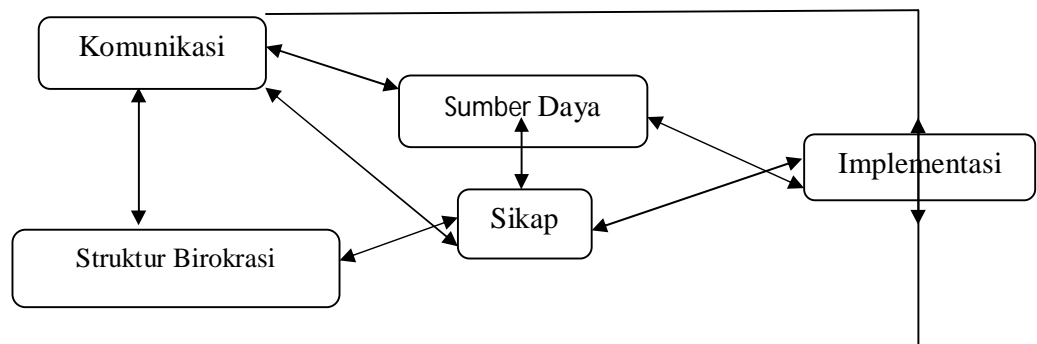 Komunikasi
Sumber Daya
Implementasi
Sikap
Struktur Birokrasi